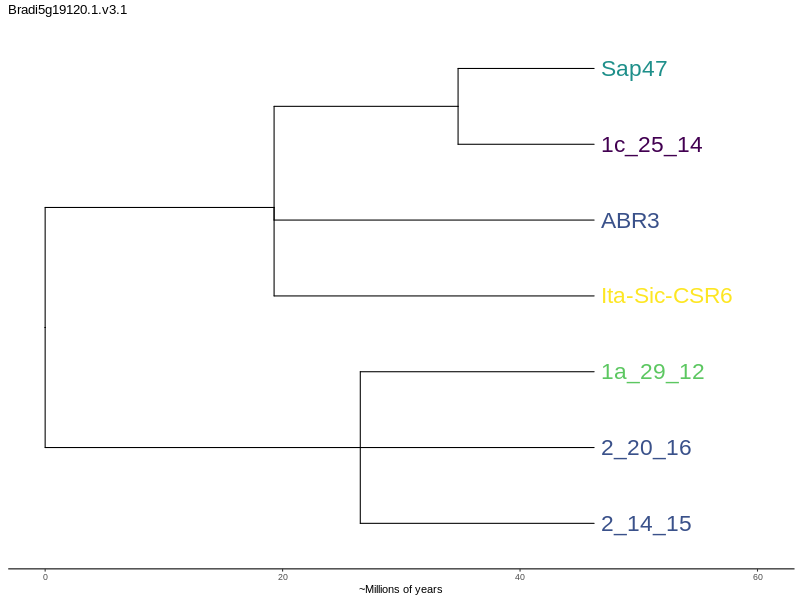 Bradi5g19120.1.v3.1
Sap47
1c_25_14
ABR3
Ita-Sic-CSR6
1a_29_12
2_20_16
2_14_15
0 20 40 60
~Millions of years